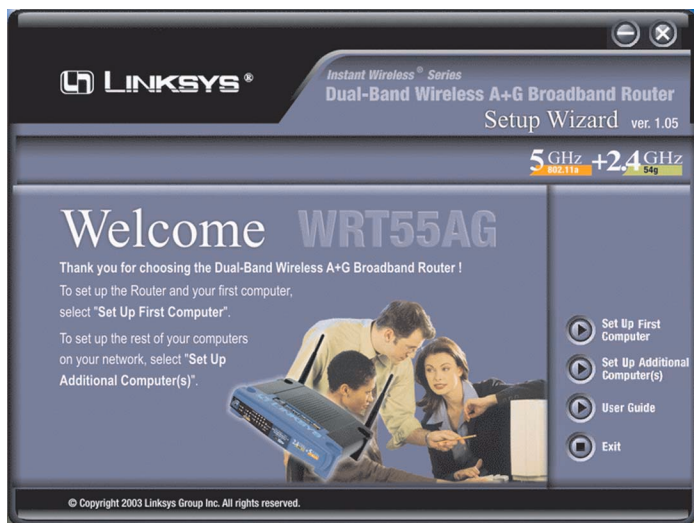 LINKSYS®
Instant Wireless® Series
Dual-Band Wireless A+G Broadband Router
Setup Wizard ver. 1.05
5 GHz + 2.4 GHz
802.11a 54g
Welcome WRT55AG
Thank you for choosing the Dual-Band Wireless A+G Broadband Router !
To set up the Router and your first computer,
select "Set Up First Computer".
To set up the rest of your computers
on your network, select "Set Up
Additional Computer(s)".
LINKSYS
Set Up First
Computer
Set Up Additional
Computer(s)
User Guide
Exit
© Copyright 2003 Linksys Group Inc. All rights reserved.